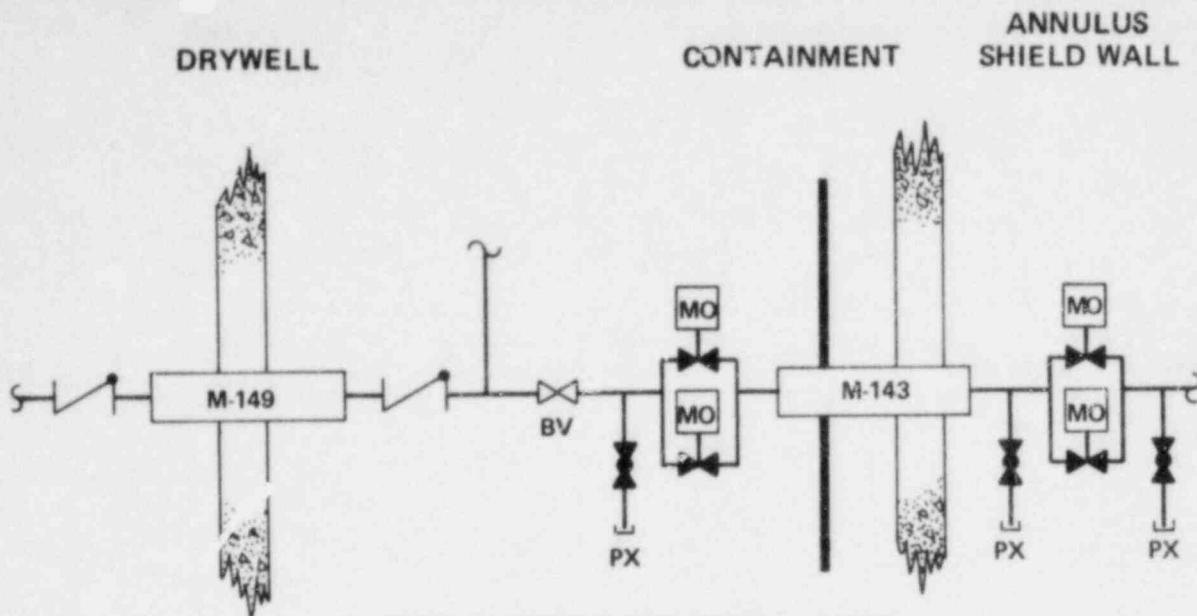 DRYWELL
CONTAINMENT
ANNULUS
SHIELD WALL
MO
MO
M-149
M-143
MO
MO
BV
PX
PX
PX